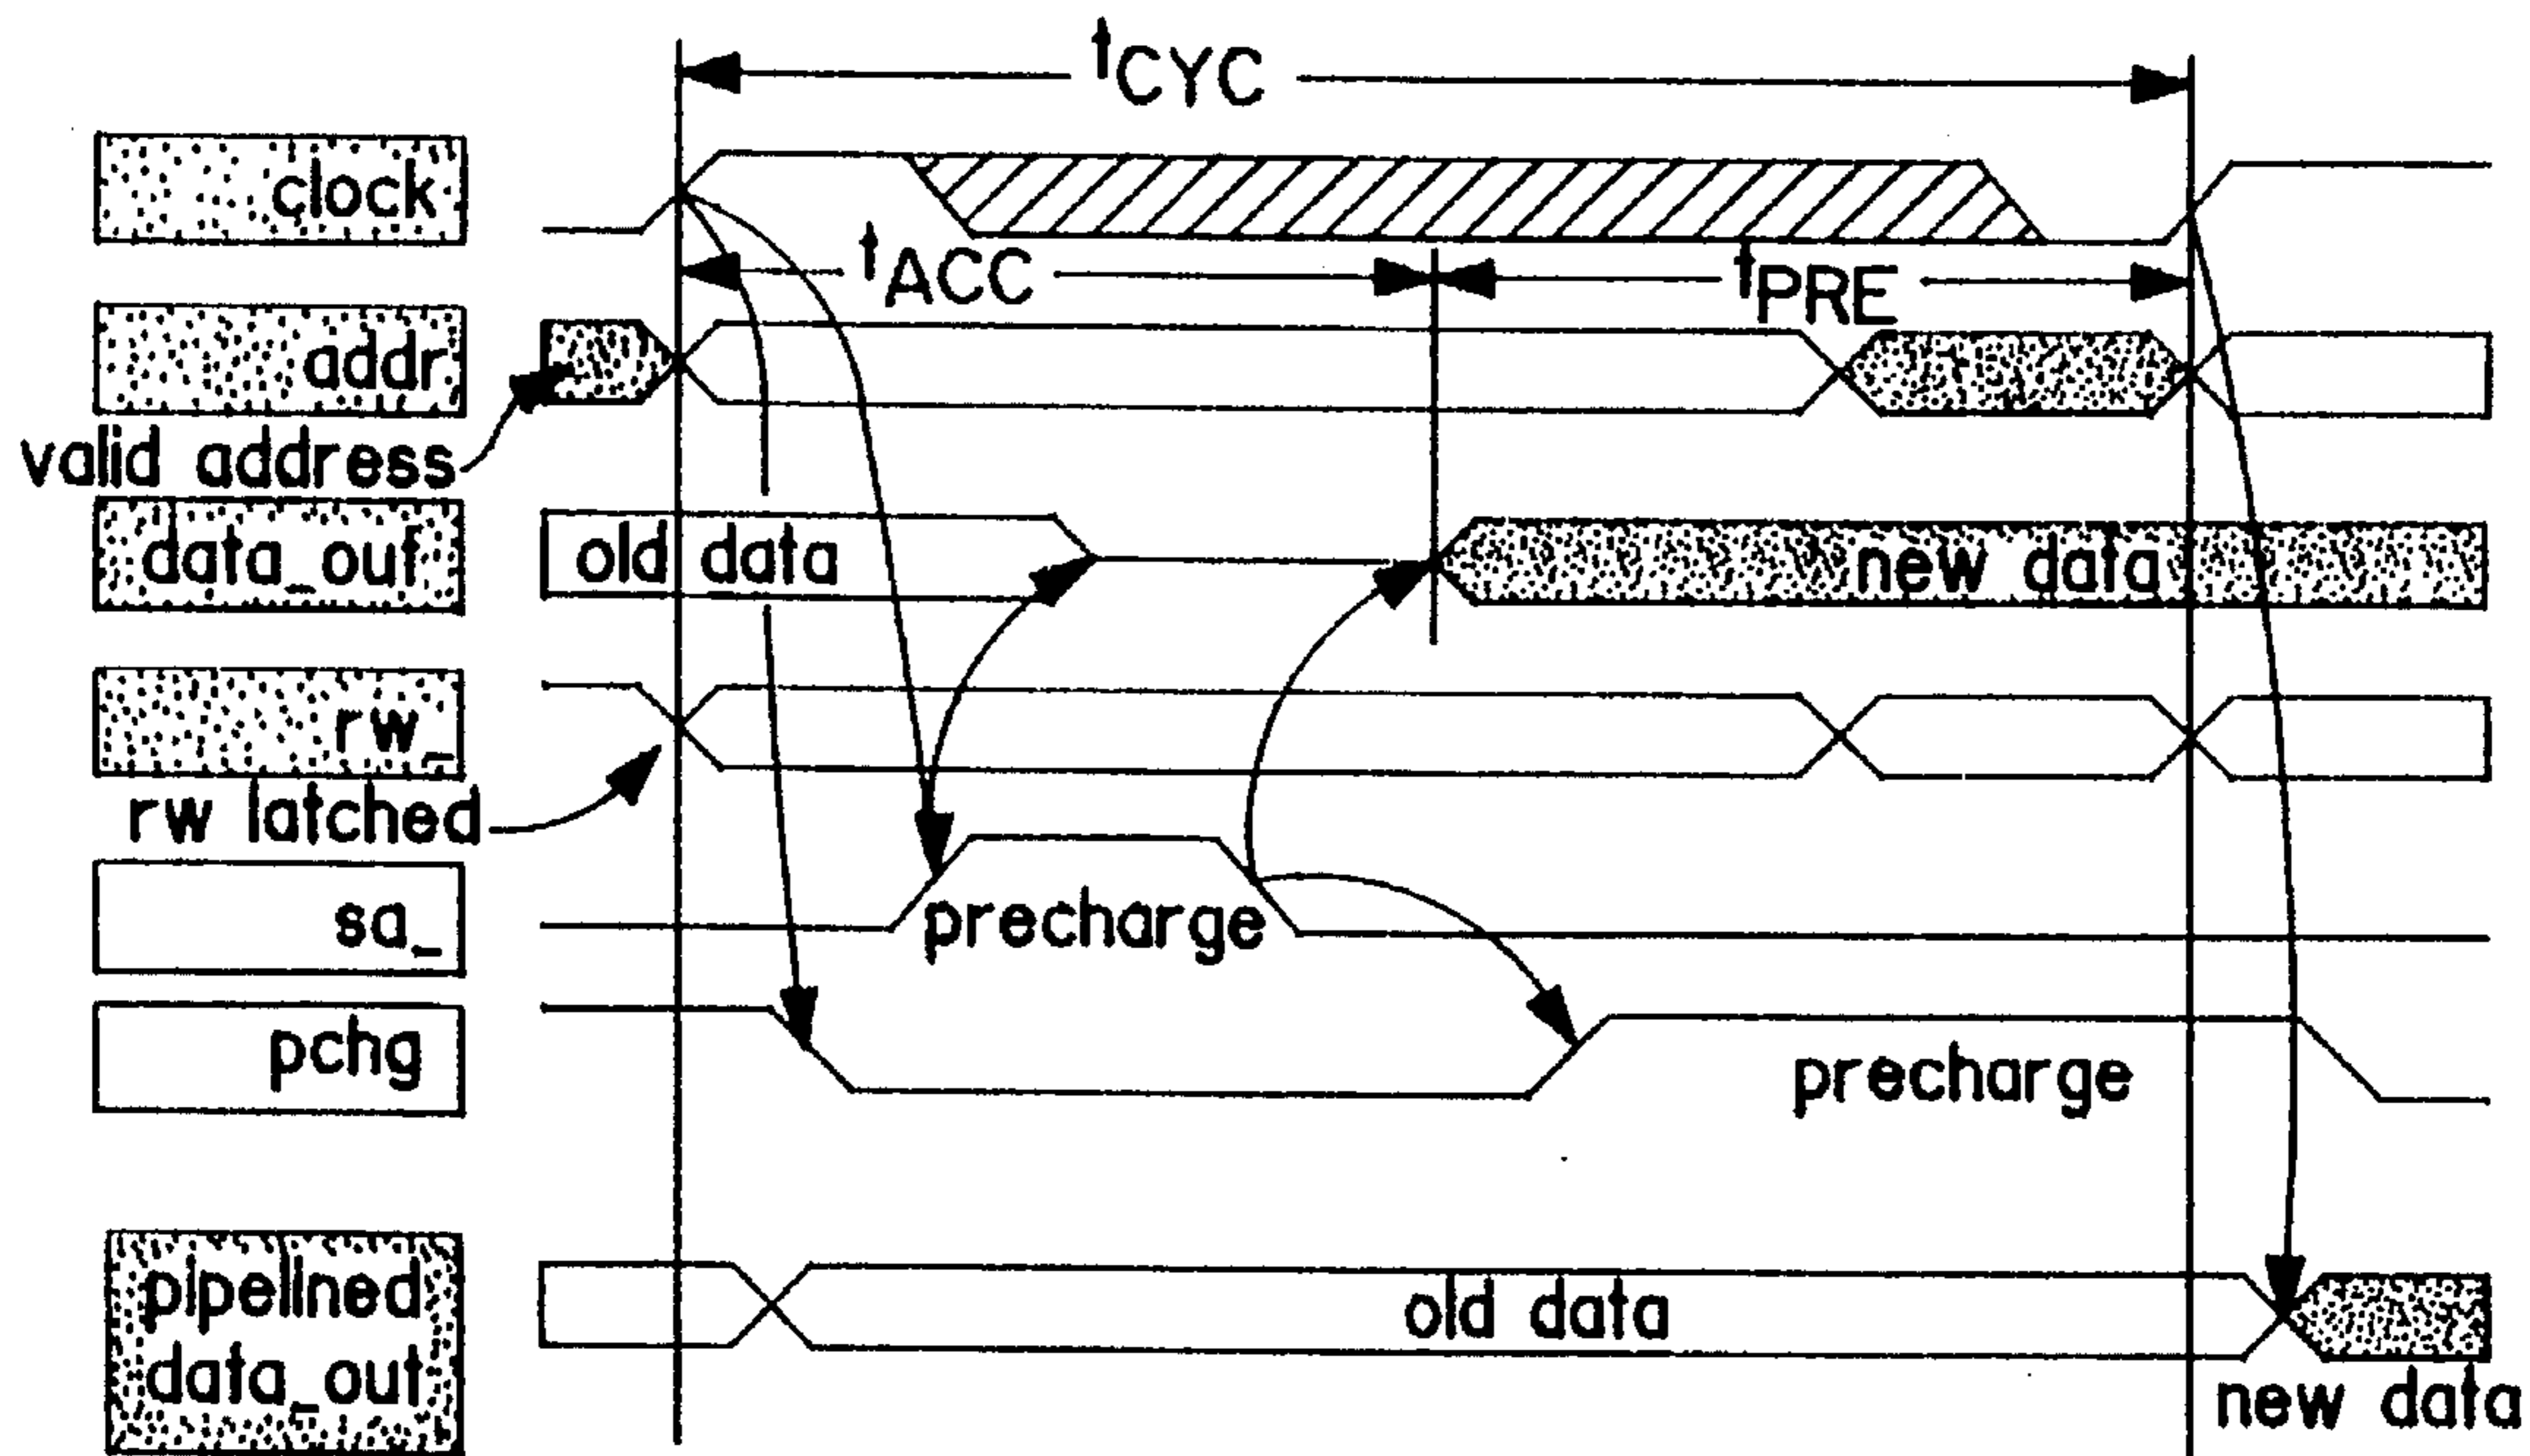 tCYC
clock
tACC
tPRE
addr
valid address
data_out
old data
new data
rw_
rw latched
sa_
precharge
pchg
precharge
pipelined
data_out
old data
new data